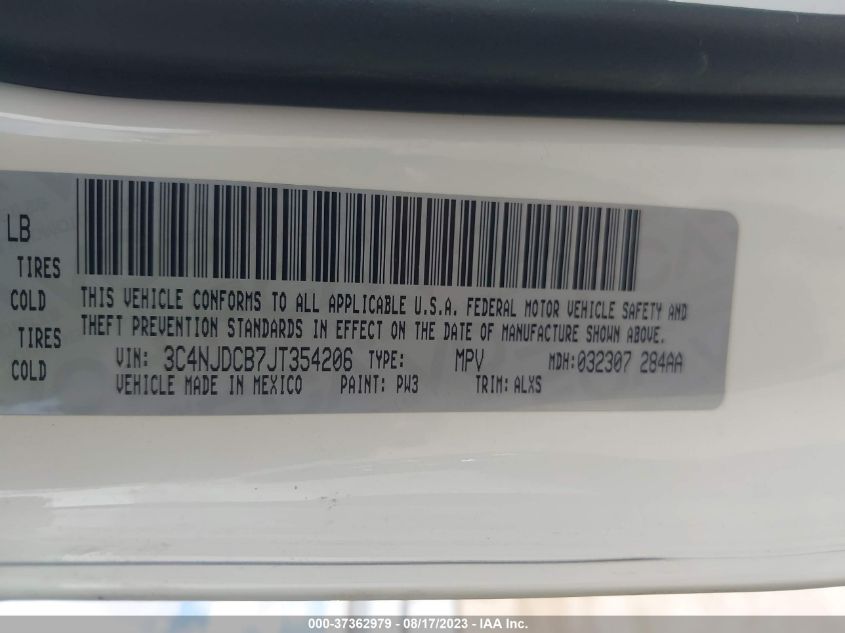 LB
TIRES
COLD
TIRES
COLD
THIS VEHICLE CONFORMS TO ALL APPLICABLE U.S.A. FEDERAL MOTOR VEHICLE SAFETY AND
THEFT PREVENTION STANDARDS IN EFFECT ON THE DATE OF MANUFACTURE SHOWN ABOVE.
VIN: 3C4NJDCB7JT354206 TYPE: MPV MDH:032307 284AA
VEHICLE MADE IN MEXICO PAINT: PW3 TRIM: ALXS
000-37362979 - 08/17/2023 - IAA Inc.